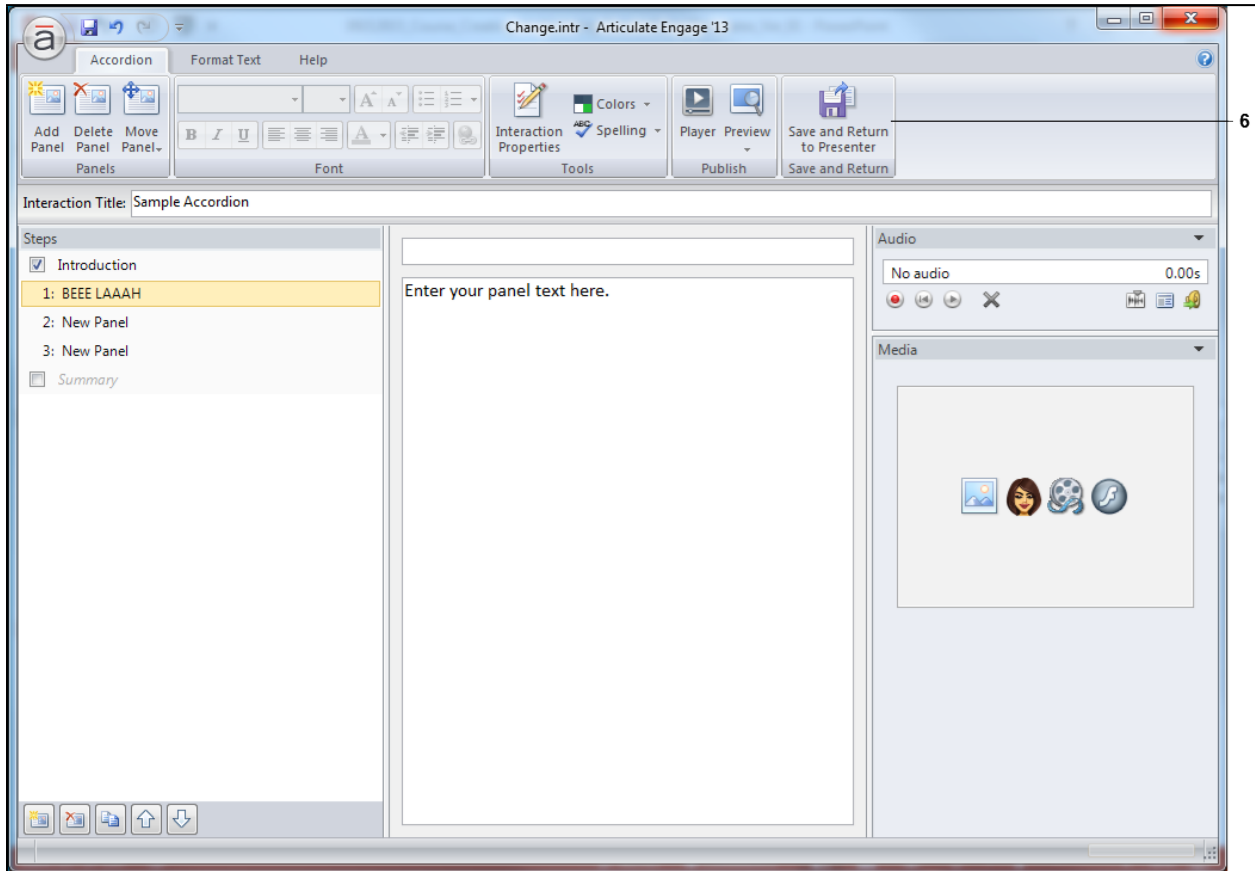 Change.intr - Articulate Engage '13
Accordion Format Text Help
Add Panel
Delete Panel
Move Panel
Panels
B I U A
Font
Interaction Properties
Colors
ABC Spelling
Tools
Player Preview
Publish
Save and Return to Presenter
Save and Return
6
Interaction Title: Sample Accordion
Steps
Introduction
1: BEEE LAAAH
2: New Panel
3: New Panel
Summary
Enter your panel text here.
Audio
No audio 0.00s
Media